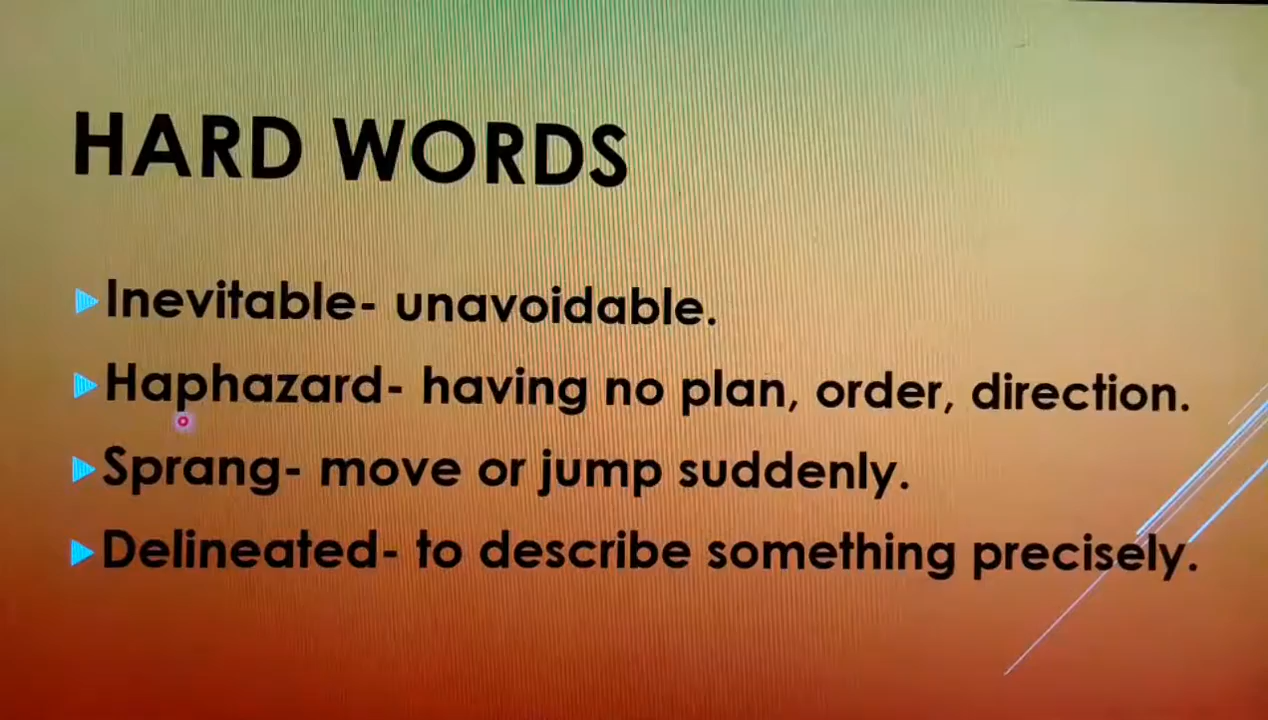 HARD WORDS
Inevitable- unavoidable.
Haphazard- having no plan, order, direction.
Sprang- move or jump suddenly.
Delineated- to describe something precisely.